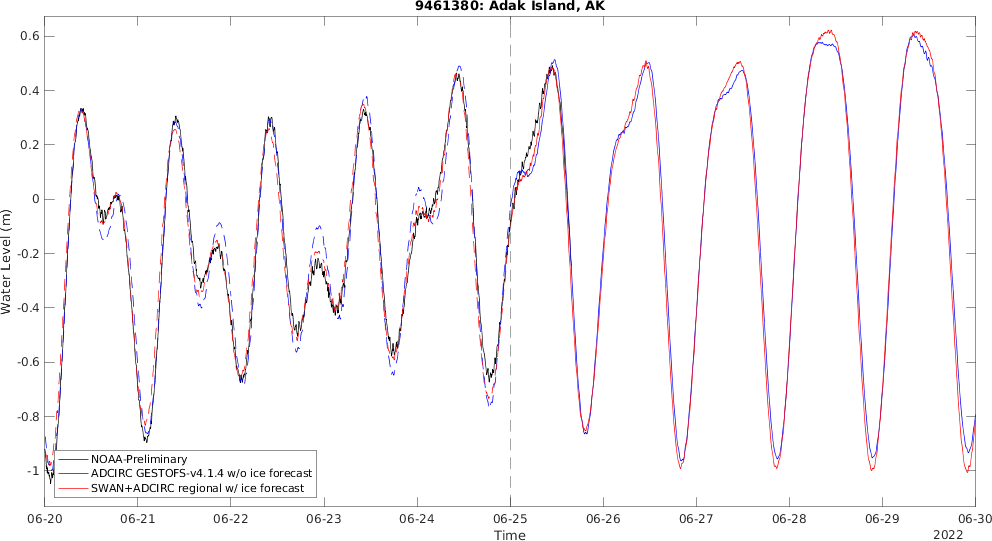 9461380: Adak Island, AK
0.6
0.4
0.2
0
-0.2
-0.4
-0.6
-0.8
-1
Water Level (m)
NOAA-Preliminary
ADCIRC GESTOFS-v4.1.4 w/o ice forecast
SWAN+ADCIRC regional w/ ice forecast
06-20 06-21 06-22 06-23 06-24 06-25 06-26 06-27 06-28 06-29 06-30
Time
2022